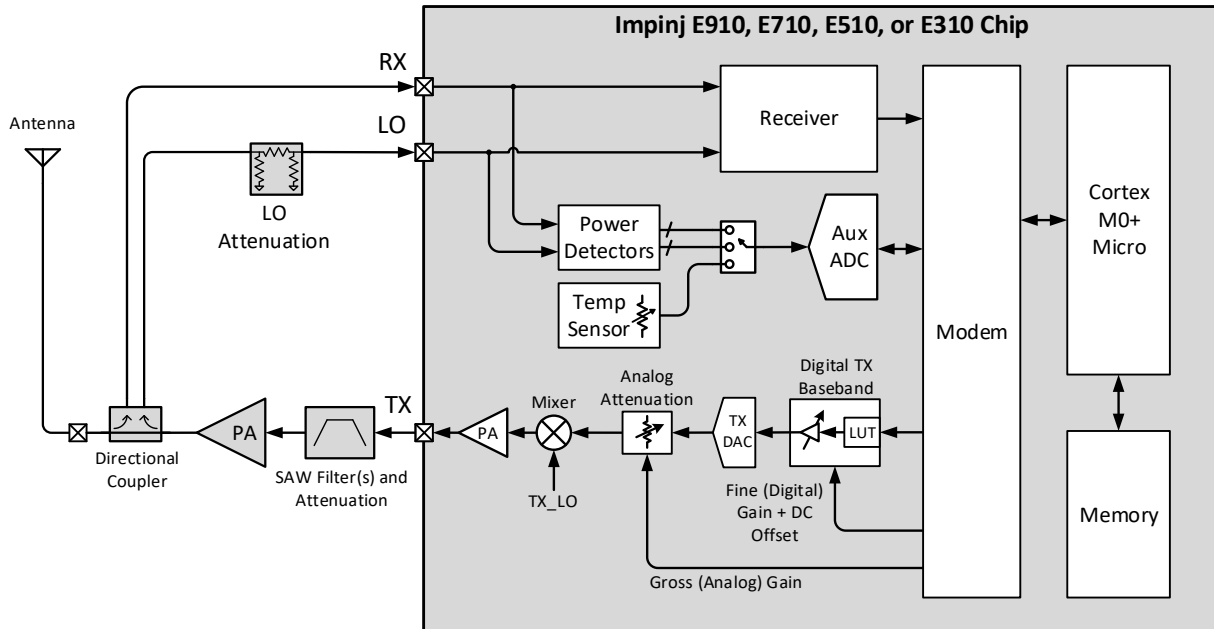 Impinj E910, E710, E510, or E310 Chip
RX
LO
Antenna
LO
Attenuation
Receiver
Power
Detectors
Aux
ADC
Temp
Sensor
Modem
Cortex
M0+
Micro
Memory
Digital TX
Baseband
LUT
Analog
Attenuation
TX
DAC
Mixer
TX
PA
PA
TX_LO
SAW Filter(s) and
Attenuation
Directional
Coupler
Fine (Digital)
Gain + DC
Offset
Gross (Analog) Gain